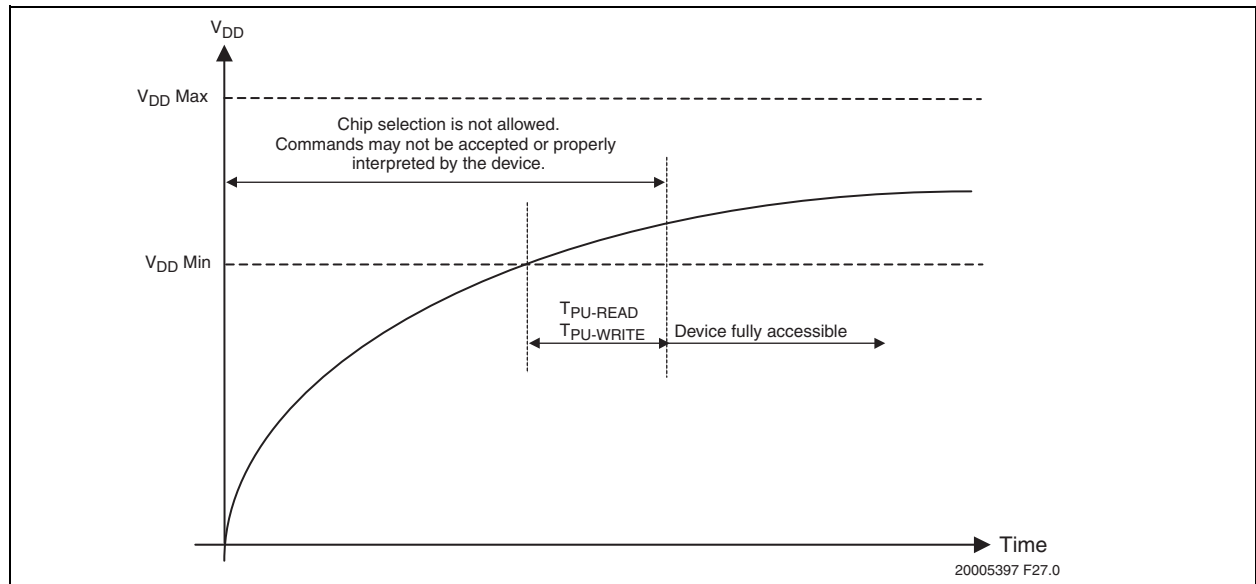 VDD
VDD Max
Chip selection is not allowed.
Commands may not be accepted or properly
interpreted by the device.
VDD Min
TPU-READ
TPU-WRITE
Device fully accessible
Time
20005397 F27.0